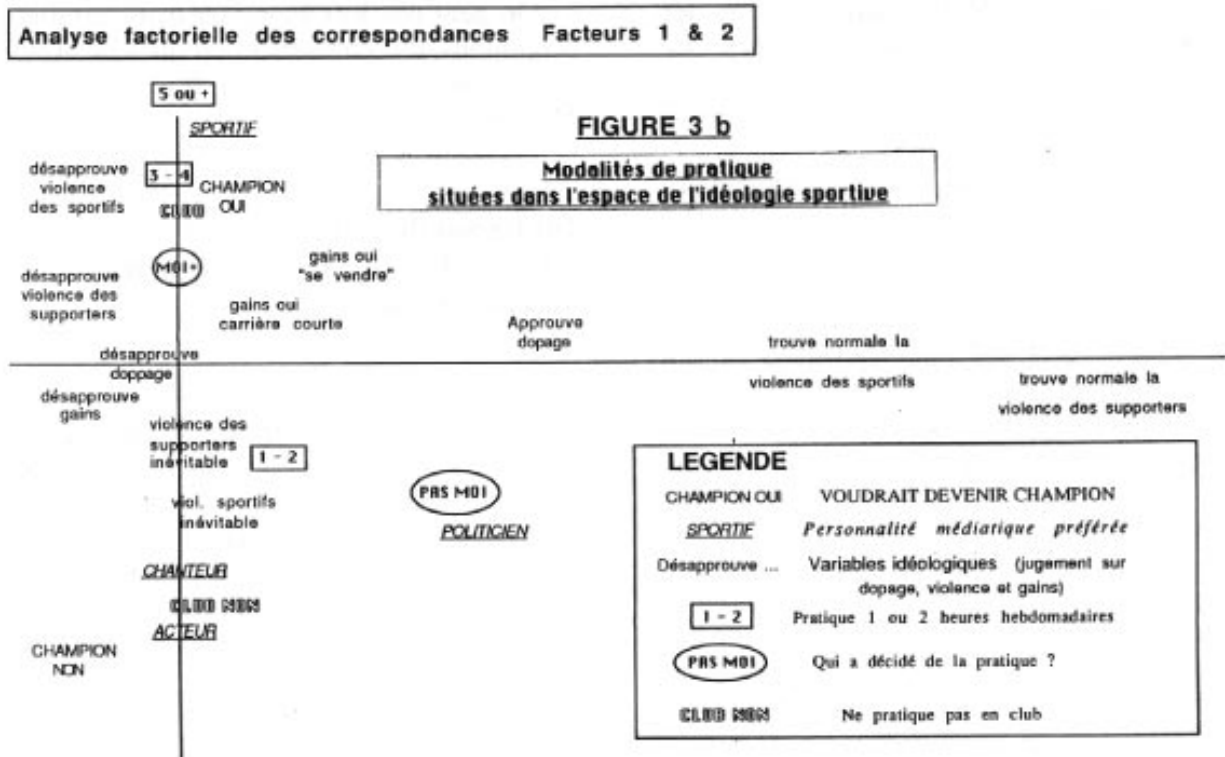 Analyse factorielle des correspondances Facteurs 1 & 2
5 ou +
SPORTIF
FIGURE 3 b
Modalités de pratique
situées dans l'espace de l'idéologie sportive
désapprouve
violence
des sportifs
3 - 4
CHAMPION
OUI
CLUB
MOI+
désapprouve
violence des
supporters
gains oui
"se vendre"
gains oui
carrière courte
Approuve
dopage
trouve normale la
violence des sportifs
trouve normale la
violence des supporters
désapprouve
doppage
désapprouve
gains
violence des
supporters
inévitable
1 - 2
viol. sportifs
inévitable
PAS MOI
POLITICIEN
CHANTEUR
CLUB NON
ACTEUR
CHAMPION
NON
LEGENDE
CHAMPION OUI VOUDRAIT DEVENIR CHAMPION
SPORTIF Personnalité médiatique préférée
Désapprouve ... Variables idéologiques (jugement sur
dopage, violence et gains)
1 - 2 Pratique 1 ou 2 heures hebdomadaires
PAS MOI Qui a décidé de la pratique ?
CLUB NON Ne pratique pas en club